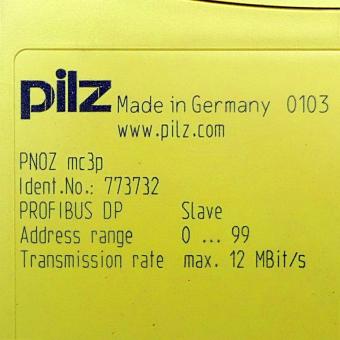 pilz Made in Germany 0103
www.pilz.com
PNOZ mc3p
Ident.No.: 773732
PROFIBUS DP Slave
Address range 0 ... 99
Transmission rate max. 12 MBit/s